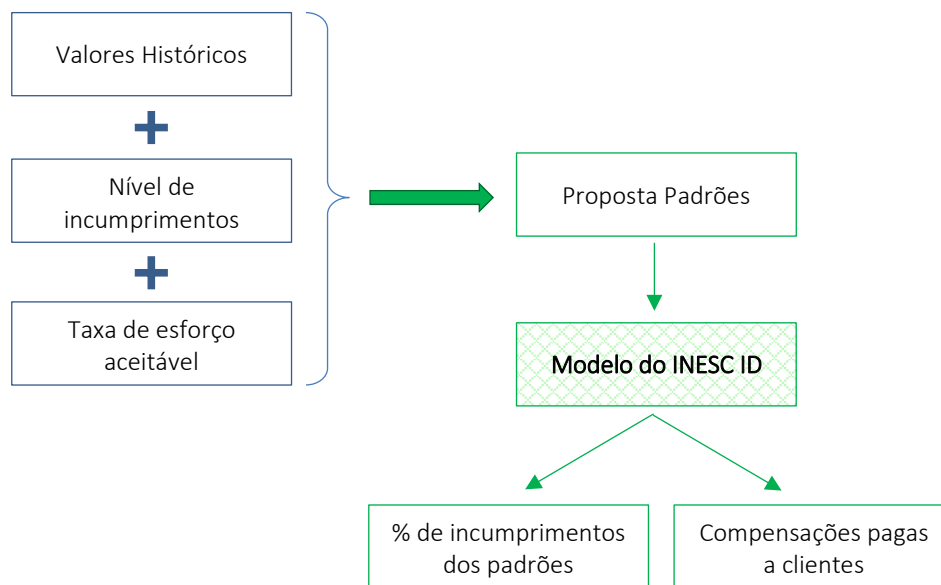 Valores Históricos
+
Nível de
incumprimentos
+
Taxa de esforço
aceitável
Proposta Padrões
Modelo do INESC ID
% de incumprimentos
dos padrões
Compensações pagas
a clientes